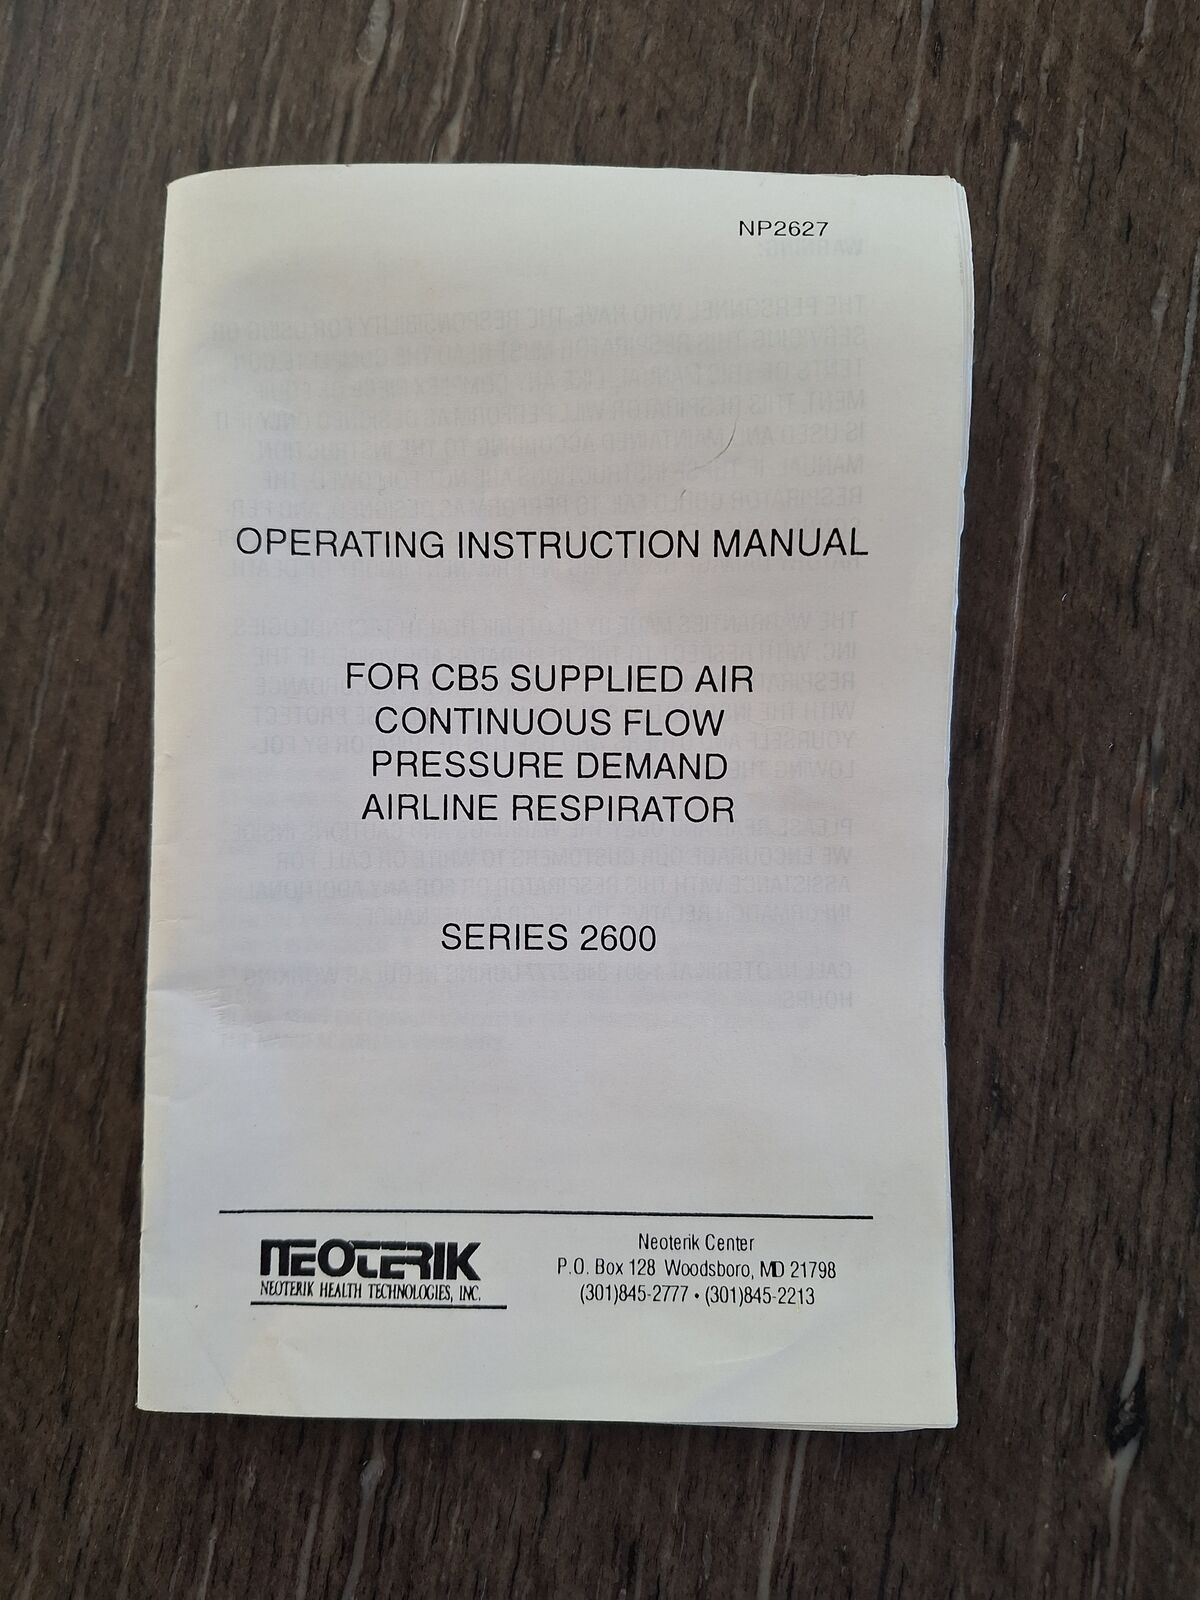 NP2627
OPERATING INSTRUCTION MANUAL
FOR CB5 SUPPLIED AIR
CONTINUOUS FLOW
PRESSURE DEMAND
AIRLINE RESPIRATOR
SERIES 2600
NEOTERIK
NEOTERIK HEALTH TECHNOLOGIES, INC.
Neoterik Center
P.O. Box 128 Woodsboro, MD 21798
(301)845-2777 • (301)845-2213